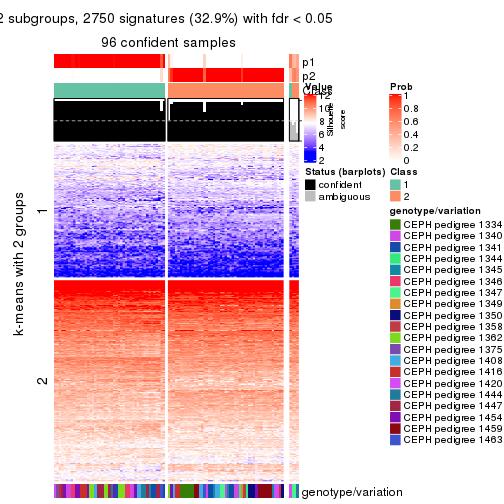 2 subgroups, 2750 signatures (32.9%) with fdr < 0.05
96 confident samples
p1
p2
Class
Silhouette
score
k-means with 2 groups
1
2
genotype/variation
Value
12
10
8
6
4
2
Prob
1
0.8
0.6
0.4
0.2
0
Status (barplots)
confident
ambiguous
Class
1
2
genotype/variation
CEPH pedigree 1334
CEPH pedigree 1340
CEPH pedigree 1341
CEPH pedigree 1344
CEPH pedigree 1345
CEPH pedigree 1346
CEPH pedigree 1347
CEPH pedigree 1349
CEPH pedigree 1350
CEPH pedigree 1358
CEPH pedigree 1362
CEPH pedigree 1375
CEPH pedigree 1408
CEPH pedigree 1416
CEPH pedigree 1420
CEPH pedigree 1444
CEPH pedigree 1447
CEPH pedigree 1454
CEPH pedigree 1459
CEPH pedigree 1463